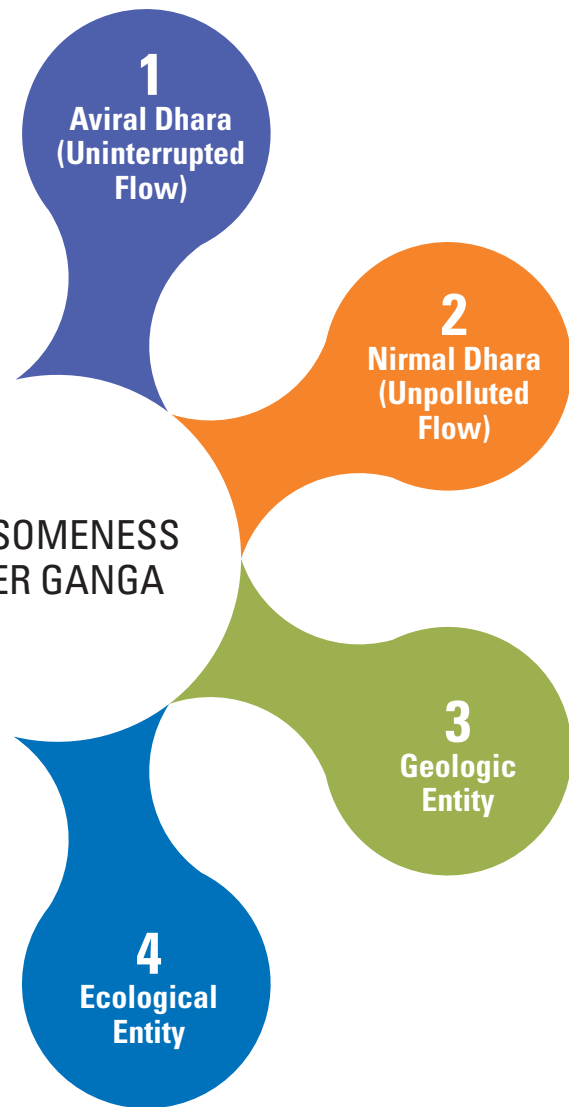 1
Aviral Dhara
(Uninterrupted
Flow)
2
Nirmal Dhara
(Unpolluted
Flow)
SOMENESS
ER GANGA
3
Geologic
Entity
4
Ecological
Entity